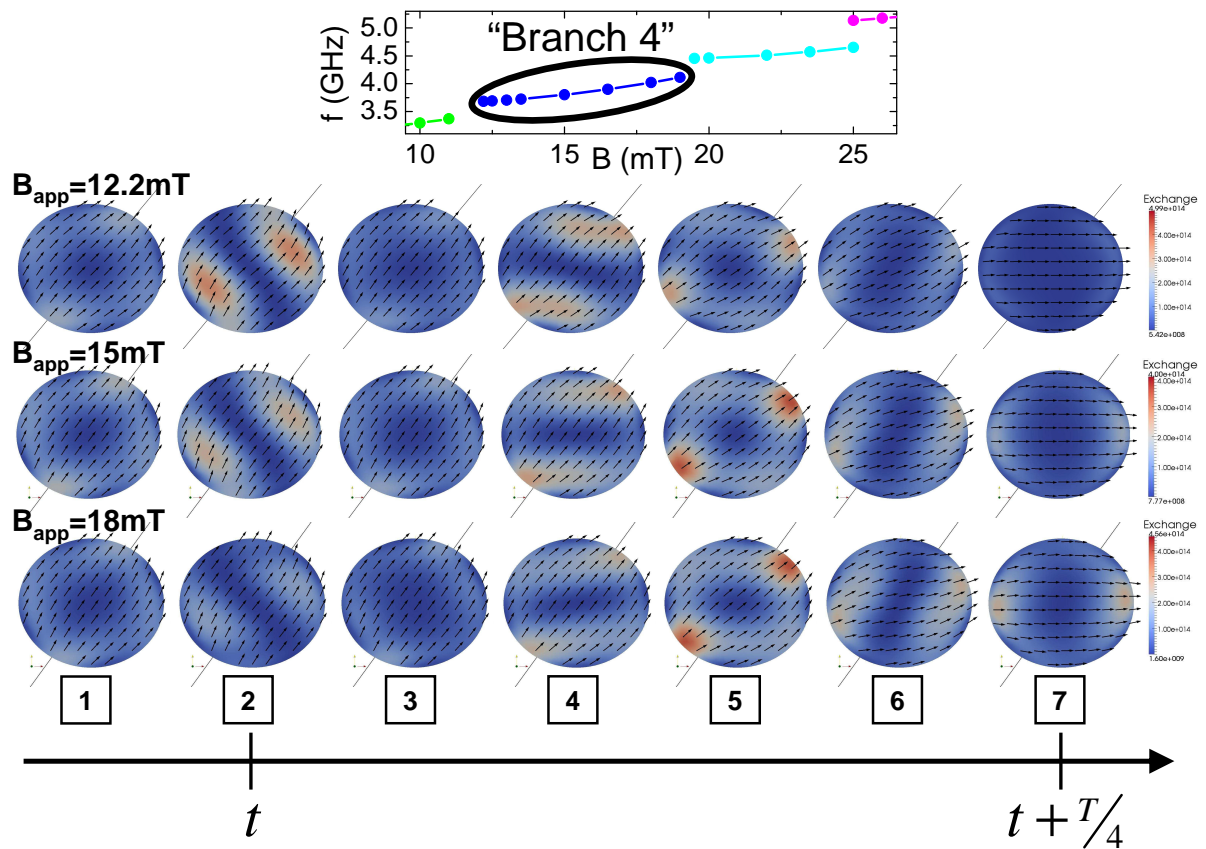 “Branch 4”
f (GHz)
5.0
4.5
4.0
3.5
10
15
20
25
B (mT)
Bapp=12.2mT
Exchange
4.99e+014
4.00e+014
3.00e+014
2.00e+014
1.00e+014
5.42e+008
Bapp=15mT
Exchange
4.00e+014
4.00e+014
3.00e+014
2.00e+014
1.00e+014
7.77e+008
Bapp=18mT
Exchange
4.56e+014
4.00e+014
3.00e+014
2.00e+014
1.00e+014
1.60e+009
1 2 3 4 5 6 7
t
t + T/4